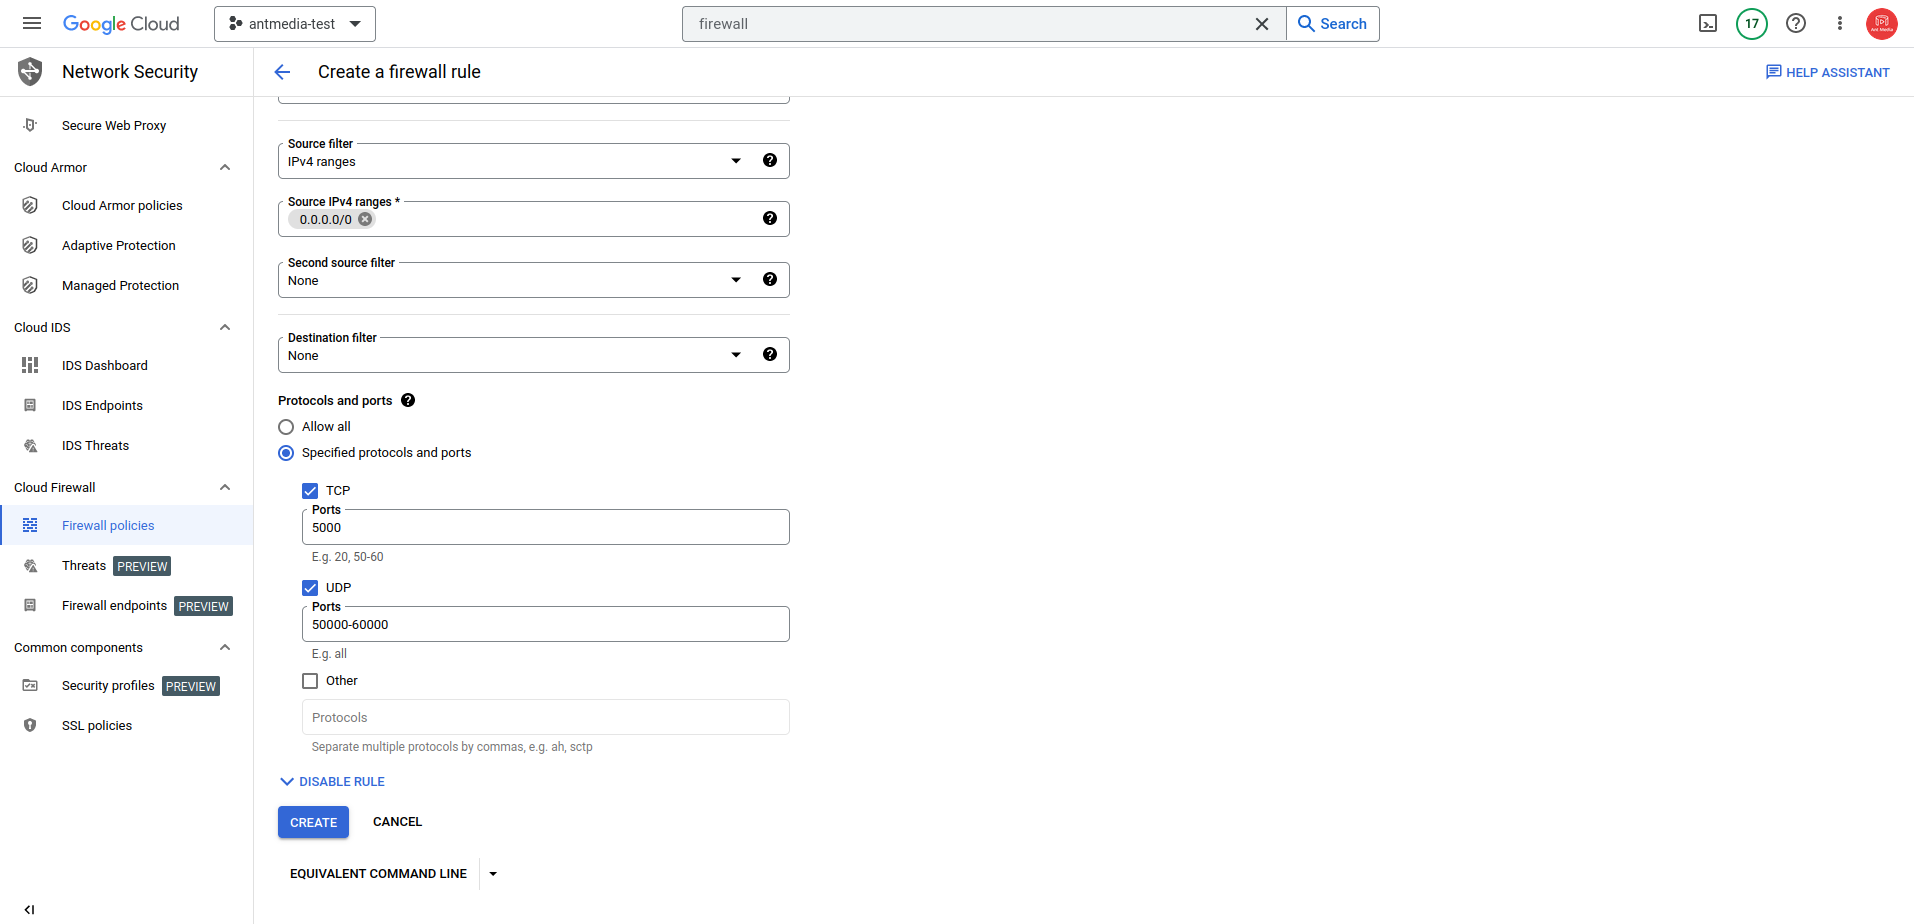 Google Cloud
antmedia-test
firewall
Search
17
Network Security
Create a firewall rule
HELP ASSISTANT
Secure Web Proxy
Cloud Armor
Cloud Armor policies
Adaptive Protection
Managed Protection
Cloud IDS
IDS Dashboard
IDS Endpoints
IDS Threats
Cloud Firewall
Firewall policies
Threats PREVIEW
Firewall endpoints PREVIEW
Common components
Security profiles PREVIEW
SSL policies
Source filter
IPv4 ranges
Source IPv4 ranges *
0.0.0.0/0
Second source filter
None
Destination filter
None
Protocols and ports
Allow all
Specified protocols and ports
TCP
Ports
5000
E.g. 20, 50-60
UDP
Ports
50000-60000
E.g. all
Other
Protocols
Separate multiple protocols by commas, e.g. ah, sctp
DISABLE RULE
CREATE
CANCEL
EQUIVALENT COMMAND LINE